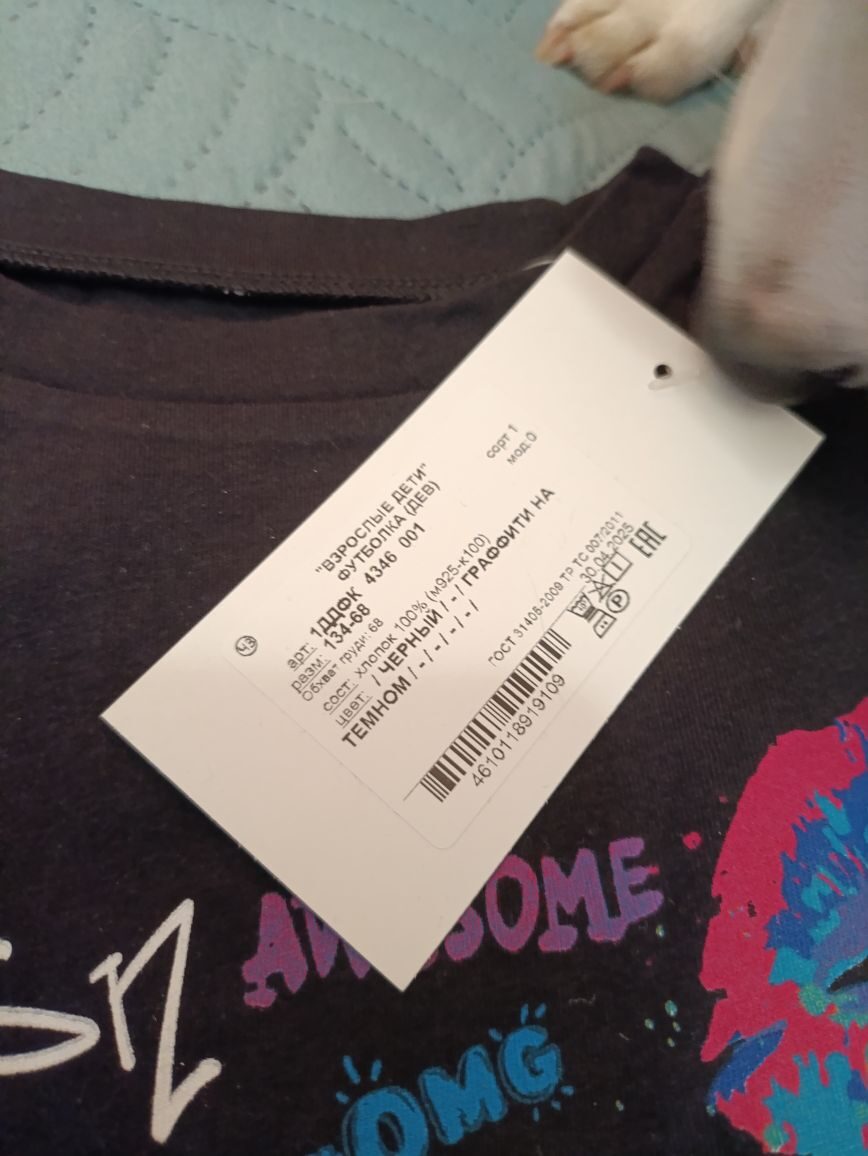 сорт 1
мод:0
"ВЗРОСЛЫЕ ДЕТИ"
ФУТБОЛКА (ДЕВ)
арт: 1ДДФК 4346 001
разм: 134-68
Обхват груди: 68
сост: хлопок 100% (м925-к100)
цвет: / ЧЕРНЫЙ / - / ГРАФФИТИ НА
ТЕМНОМ / - / - / - / - /
ЧЗ
ГОСТ 31405-2009 ТР ТС 007/2011
30.04.2025
EAC
4610118919109
AWESOME
OMG